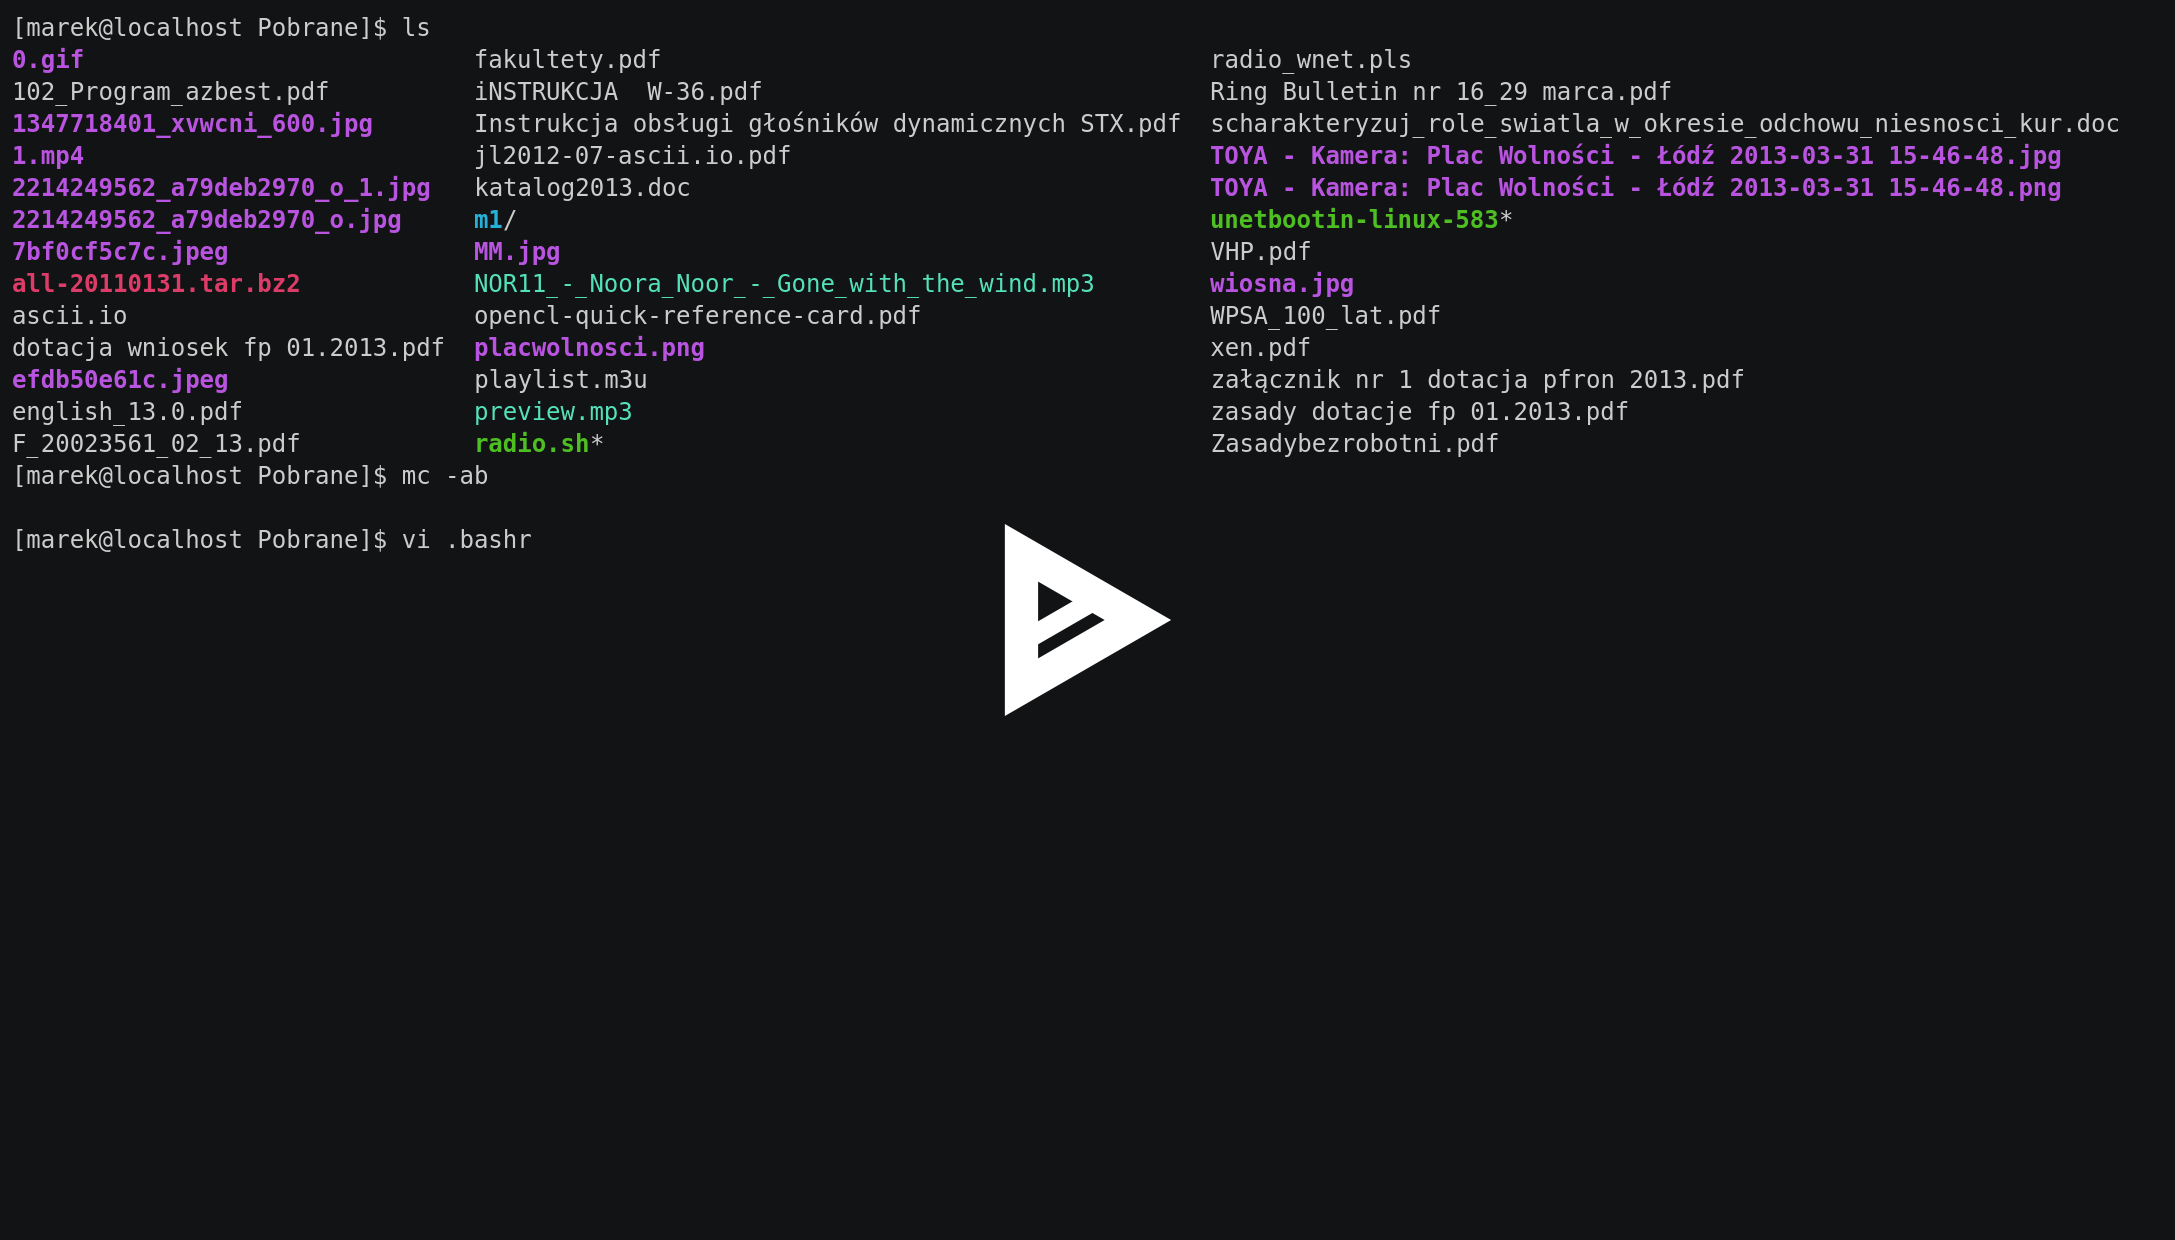 [marek@localhost Pobrane]$ ls
0.gif                           fakultety.pdf                                      radio_wnet.pls
102_Program_azbest.pdf          iNSTRUKCJA  W-36.pdf                               Ring Bulletin nr 16_29 marca.pdf
1347718401_xvwcni_600.jpg       Instrukcja obsługi głośników dynamicznych STX.pdf  scharakteryzuj_role_swiatla_w_okresie_odchowu_niesnosci_kur.doc
1.mp4                           jl2012-07-ascii.io.pdf                             TOYA - Kamera: Plac Wolności - Łódź 2013-03-31 15-46-48.jpg
2214249562_a79deb2970_o_1.jpg   katalog2013.doc                                    TOYA - Kamera: Plac Wolności - Łódź 2013-03-31 15-46-48.png
2214249562_a79deb2970_o.jpg     m1/                                                unetbootin-linux-583*
7bf0cf5c7c.jpeg                 MM.jpg                                             VHP.pdf
all-20110131.tar.bz2            NOR11_-_Noora_Noor_-_Gone_with_the_wind.mp3        wiosna.jpg
ascii.io                        opencl-quick-reference-card.pdf                    WPSA_100_lat.pdf
dotacja wniosek fp 01.2013.pdf  placwolnosci.png                                   xen.pdf
efdb50e61c.jpeg                 playlist.m3u                                       załącznik nr 1 dotacja pfron 2013.pdf
english_13.0.pdf                preview.mp3                                        zasady dotacje fp 01.2013.pdf
F_20023561_02_13.pdf            radio.sh*                                          Zasadybezrobotni.pdf
[marek@localhost Pobrane]$ mc -ab
[marek@localhost Pobrane]$ vi .bashr